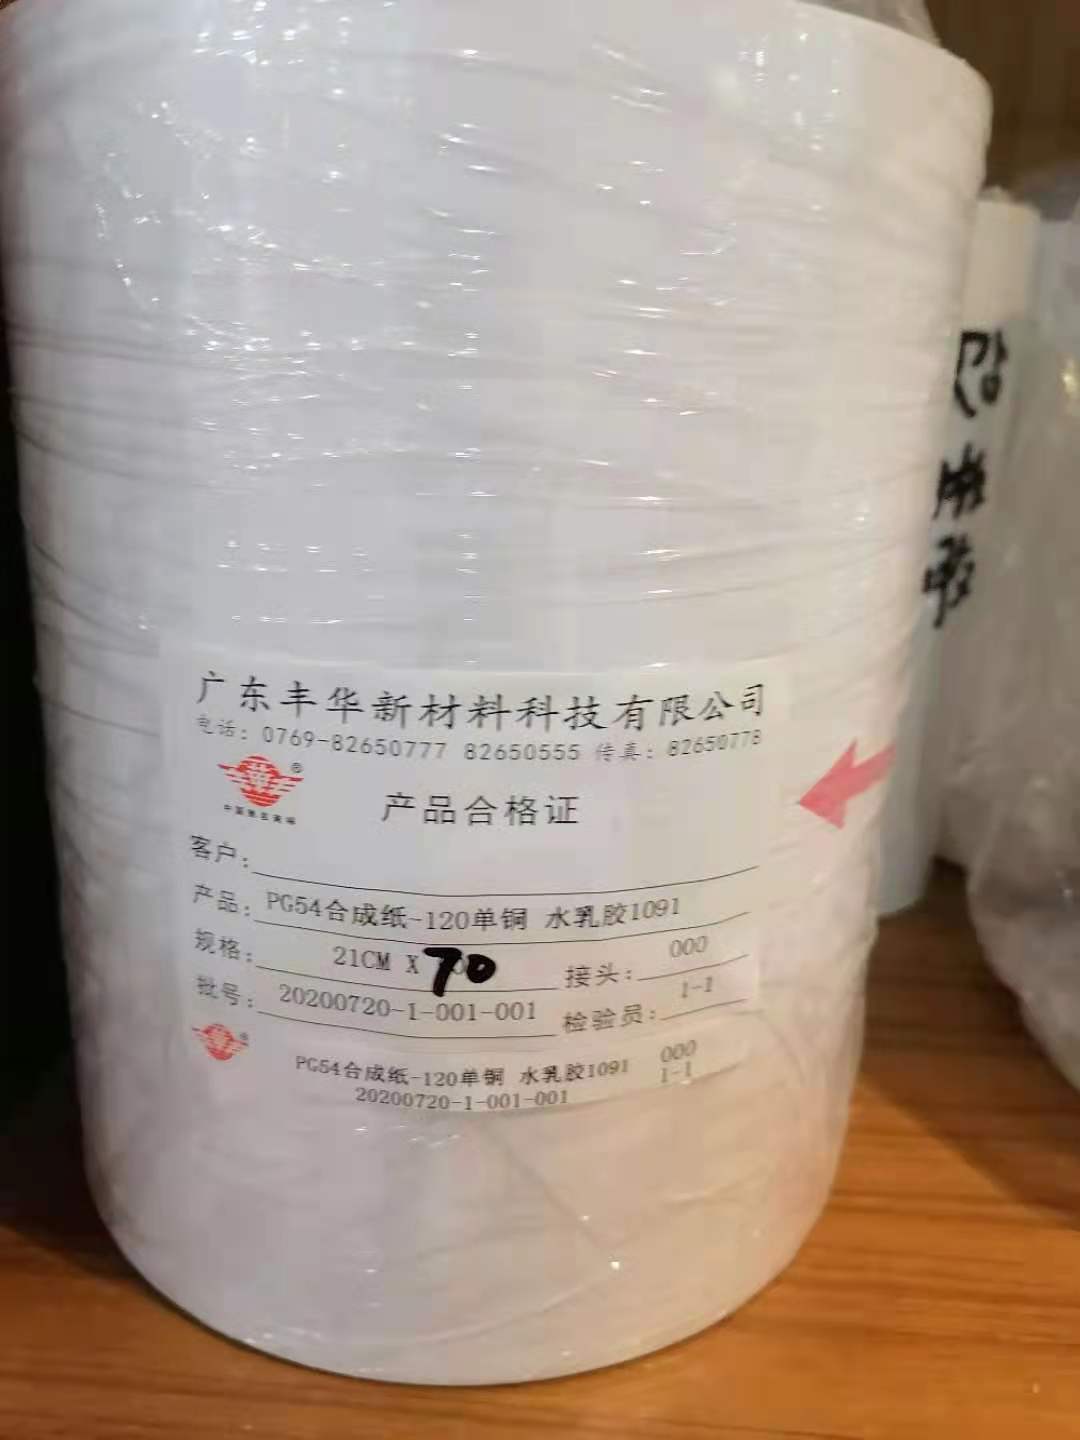 广东丰华新材料科技有限公司
电话：0769-82650777 82650555 传真：82650778
®
产品合格证
客户：
产品：PG54合成纸-120单铜 水乳胶1091
规格：21CM X 70 接头：000
批号：20200720-1-001-001 检验员：1-1
PG54合成纸-120单铜 水乳胶1091 000
20200720-1-001-001 1-1